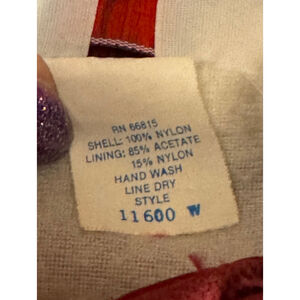 RN 66815
SHELL: 100% NYLON
LINING: 85% ACETATE
15% NYLON
HAND WASH
LINE DRY
STYLE
11600 W